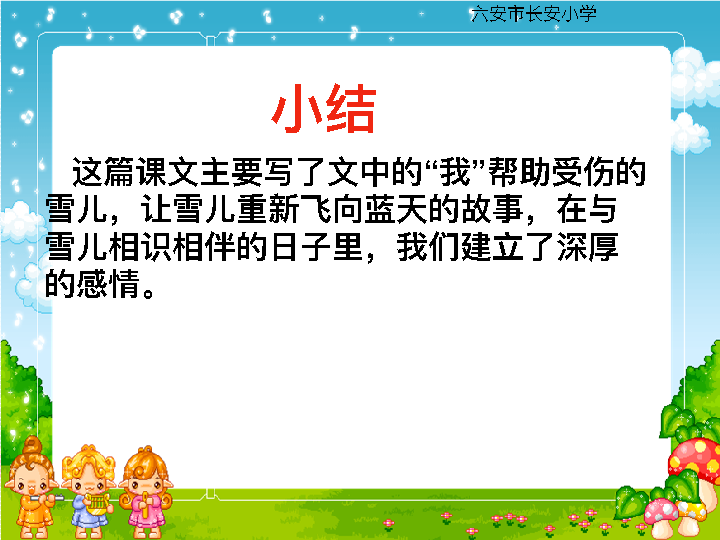 六安市长安小学
小结
这篇课文主要写了文中的“我”帮助受伤的
雪儿，让雪儿重新飞向蓝天的故事，在与
雪儿相识相伴的日子里，我们建立了深厚
的感情。